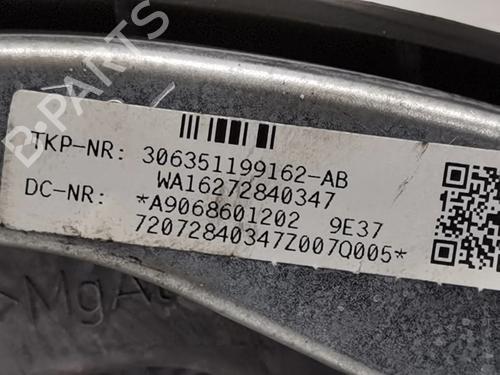 B-PARTS
TKP-NR: 306351199162-AB
WA16272840347
DC-NR: *A9068601202 9E37
72072840347Z007Q005*
>MgA